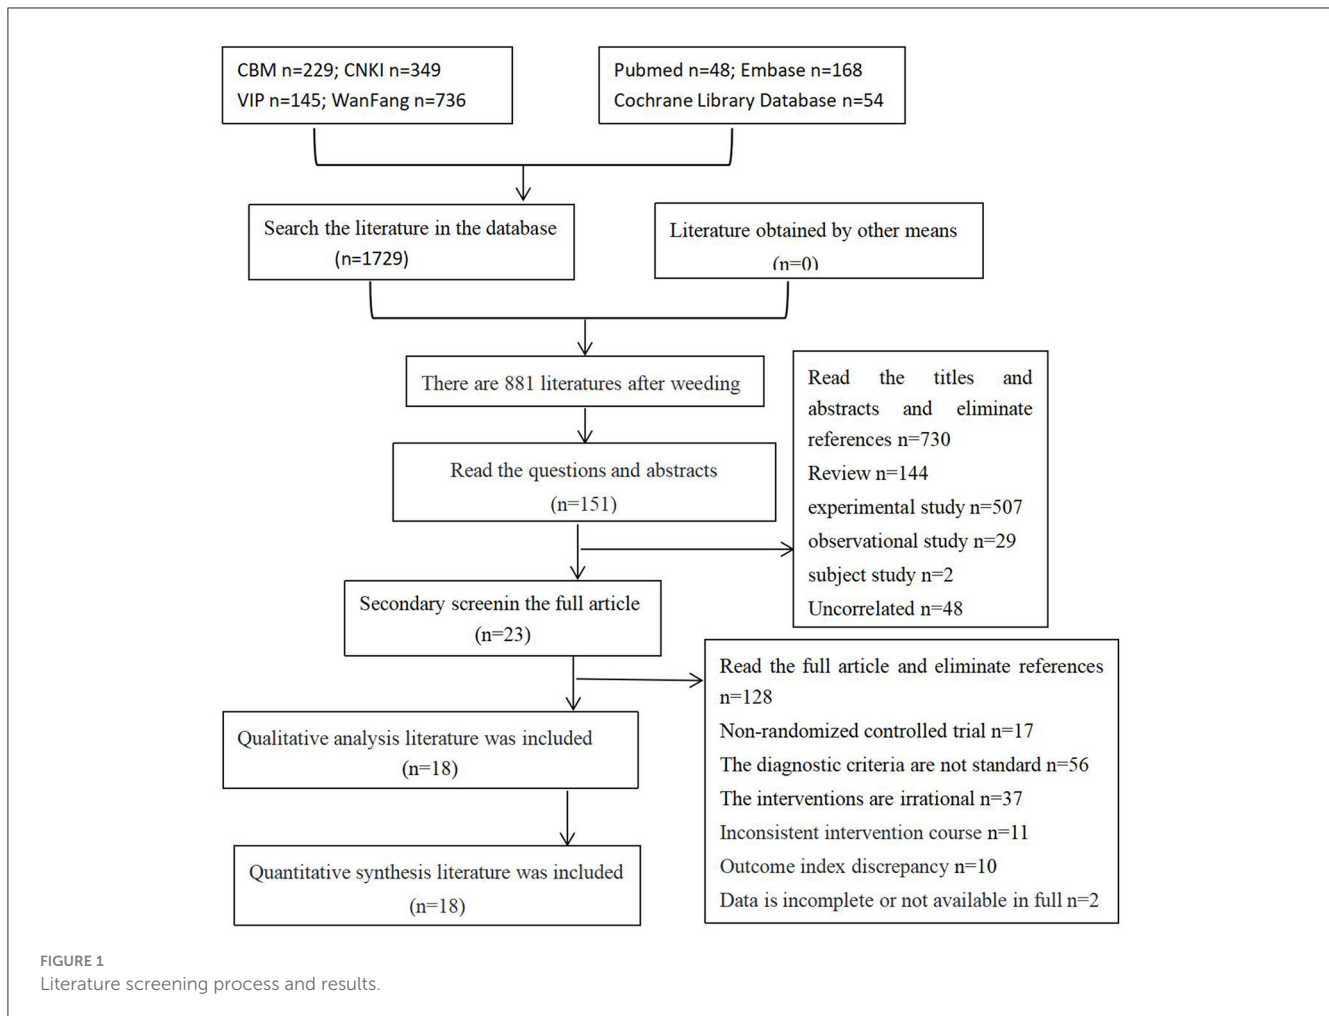 CBM n=229; CNKI n=349
VIP n=145; WanFang n=736
Pubmed n=48; Embase n=168
Cochrane Library Database n=54
Search the literature in the database
(n=1729)
Literature obtained by other means
(n=0)
There are 881 literatures after weeding
Read the titles and
abstracts and eliminate
references n=730
Review n=144
experimental study n=507
observational study n=29
subject study n=2
Uncorrelated n=48
Read the questions and abstracts
(n=151)
Secondary screenin the full article
(n=23)
Read the full article and eliminate references
n=128
Non-randomized controlled trial n=17
The diagnostic criteria are not standard n=56
The interventions are irrational n=37
Inconsistent intervention course n=11
Outcome index discrepancy n=10
Data is incomplete or not available in full n=2
Qualitative analysis literature was included
(n=18)
Quantitative synthesis literature was included
(n=18)
FIGURE 1
Literature screening process and results.